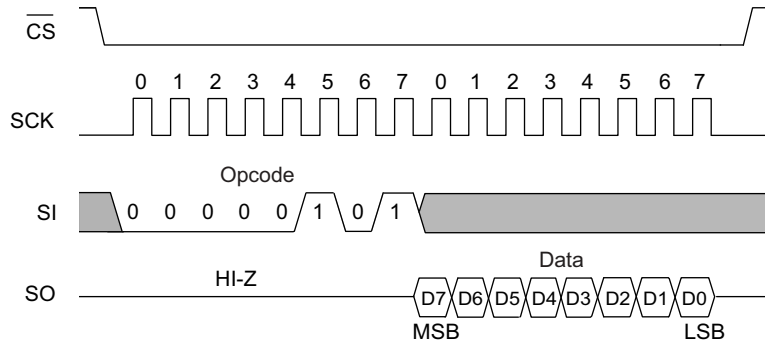 CS
0 1 2 3 4 5 6 7 0 1 2 3 4 5 6 7
SCK
Opcode
SI 0 0 0 0 0 1 0 1
HI-Z Data
SO D7 D6 D5 D4 D3 D2 D1 D0
MSB LSB